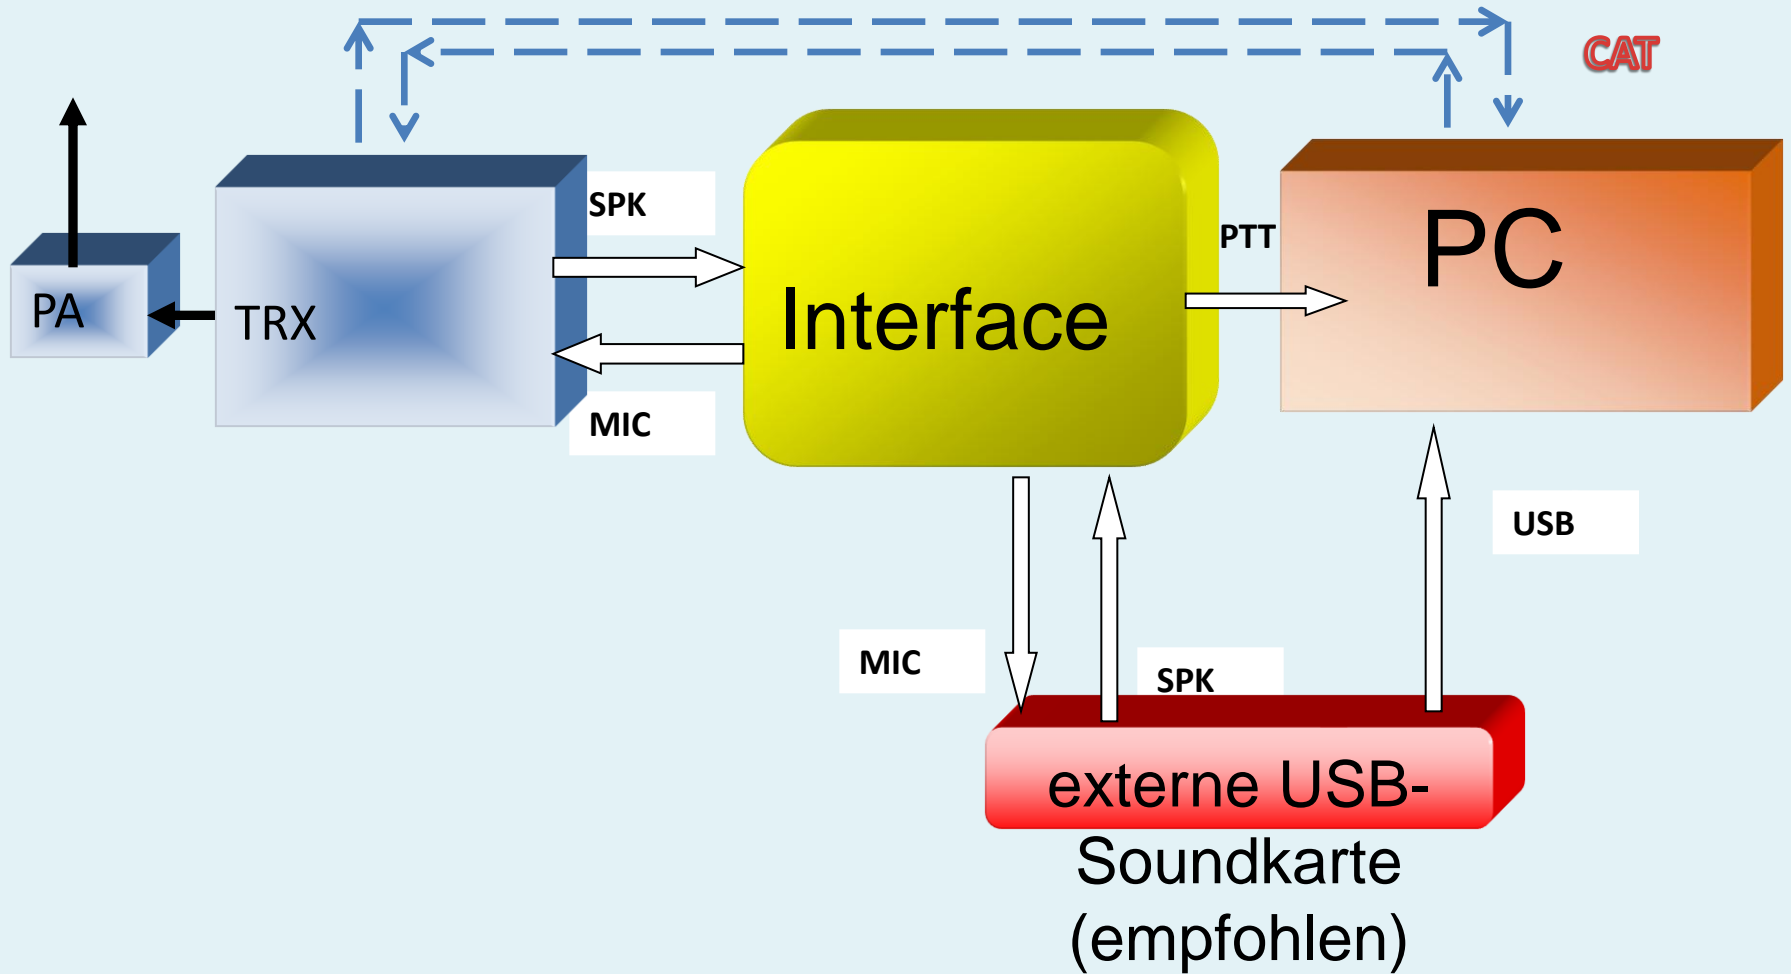 CAT
SPK
PTT
PC
PA
TRX
Interface
MIC
USB
MIC
SPK
externe USB-
Soundkarte
(empfohlen)